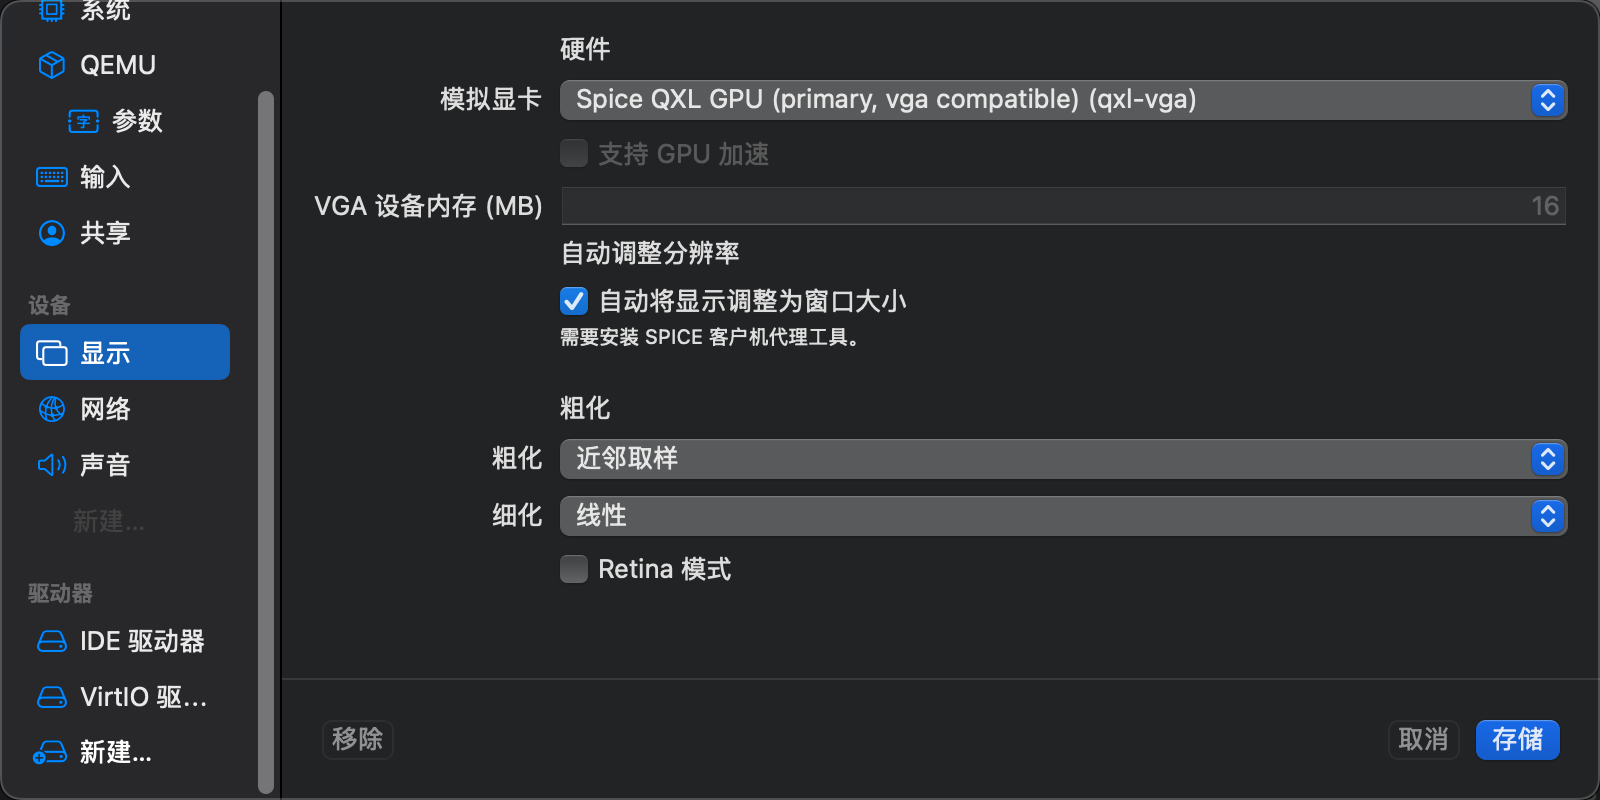 系统
QEMU
字 参数
输入
共享
设备
显示
网络
声音
新建...
驱动器
IDE 驱动器
VirtIO 驱...
新建...
硬件
模拟显卡 Spice QXL GPU (primary, vga compatible) (qxl-vga)
支持 GPU 加速
VGA 设备内存 (MB) 16
自动调整分辨率
自动将显示调整为窗口大小
需要安装 SPICE 客户机代理工具。
粗化
粗化 近邻取样
细化 线性
Retina 模式
移除 取消 存储